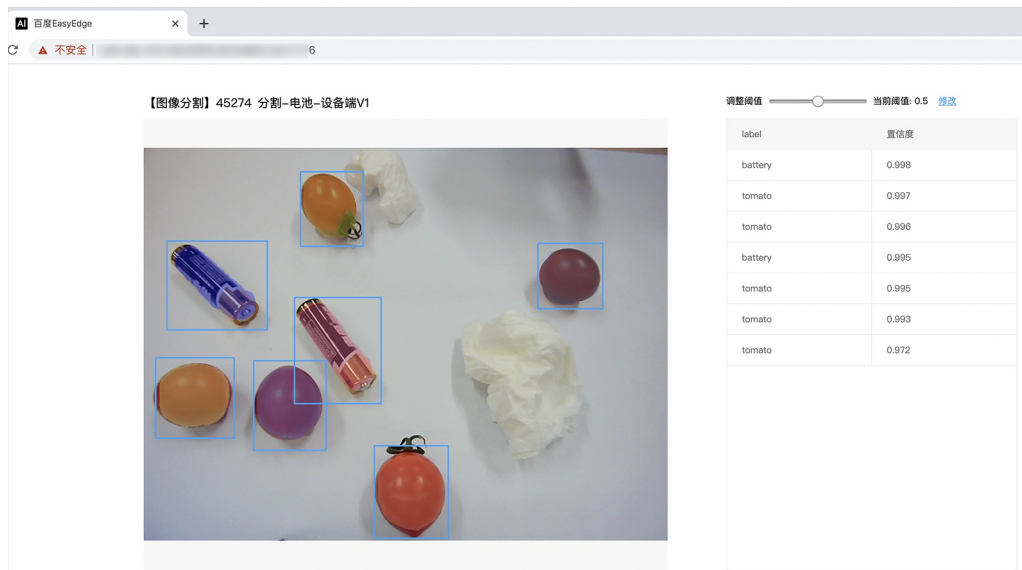 百度EasyEdge
不安全
6
【图像分割】45274 分割-电池-设备端V1
调整阈值 当前阈值: 0.5 修改
label 置信度
battery 0.998
tomato 0.997
tomato 0.996
battery 0.995
tomato 0.995
tomato 0.993
tomato 0.972